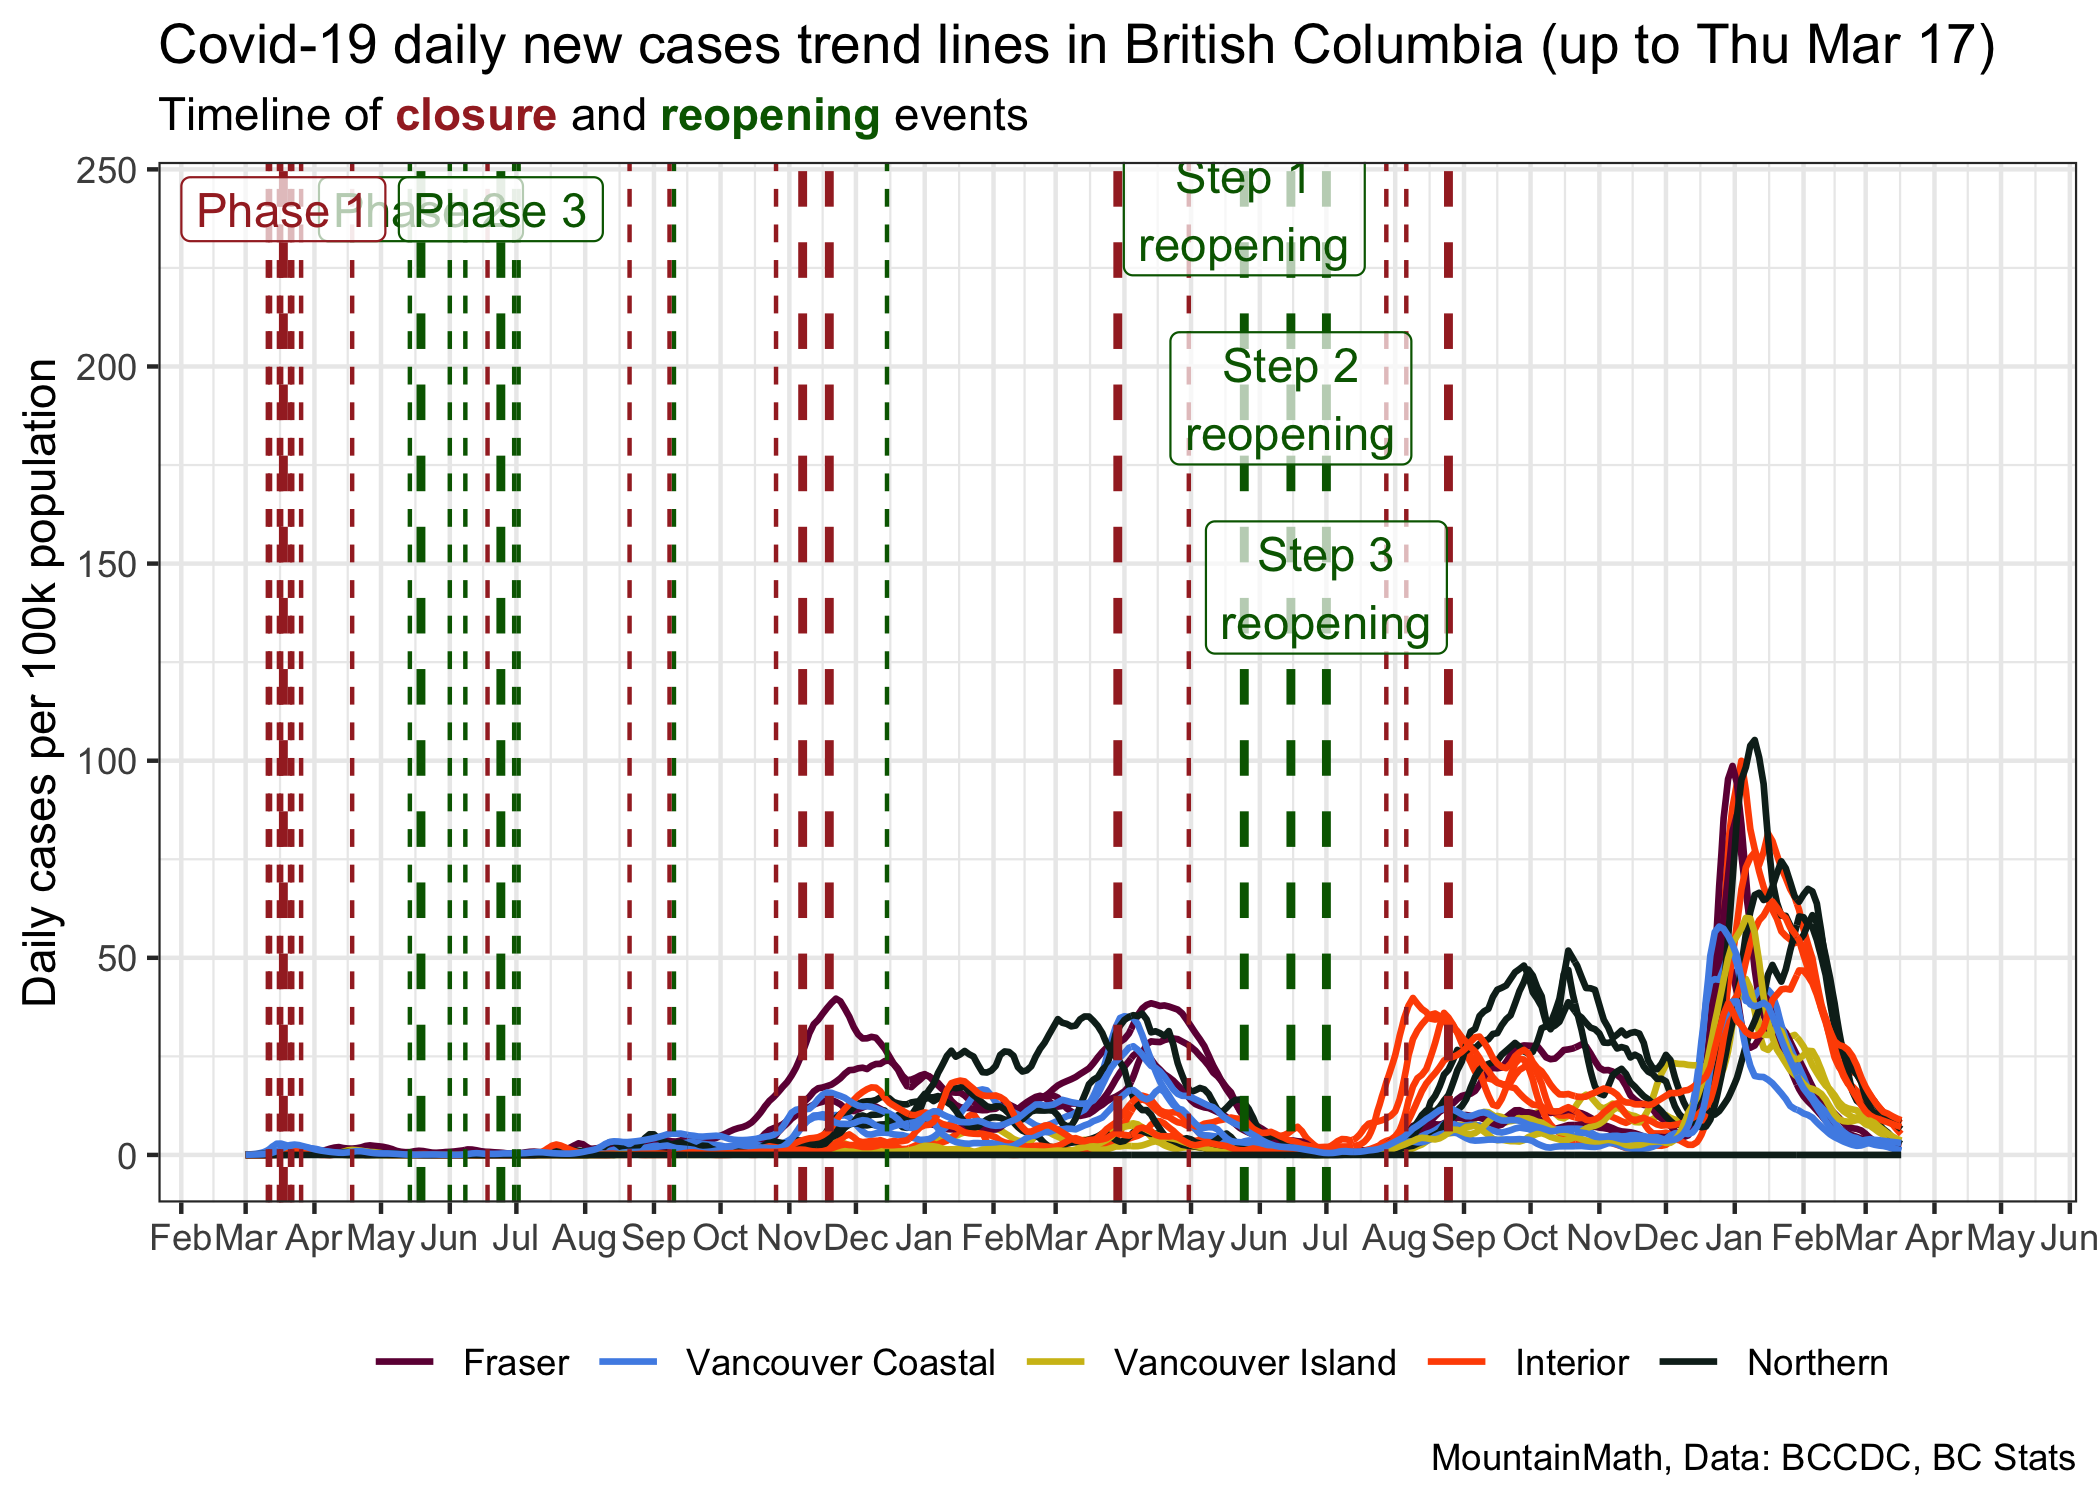 Covid-19 daily new cases trend lines in British Columbia (up to Thu Mar 17)
Timeline of closure and reopening events
Daily cases per 100k population
250
200
150
100
50
0
Phase 1
Phase 2
Phase 3
Step 1
reopening
Step 2
reopening
Step 3
reopening
Feb Mar Apr May Jun Jul Aug Sep Oct Nov Dec Jan Feb Mar Apr May Jun Jul Aug Sep Oct Nov Dec Jan Feb Mar Apr May Jun
Fraser Vancouver Coastal Vancouver Island Interior Northern
MountainMath, Data: BCCDC, BC Stats